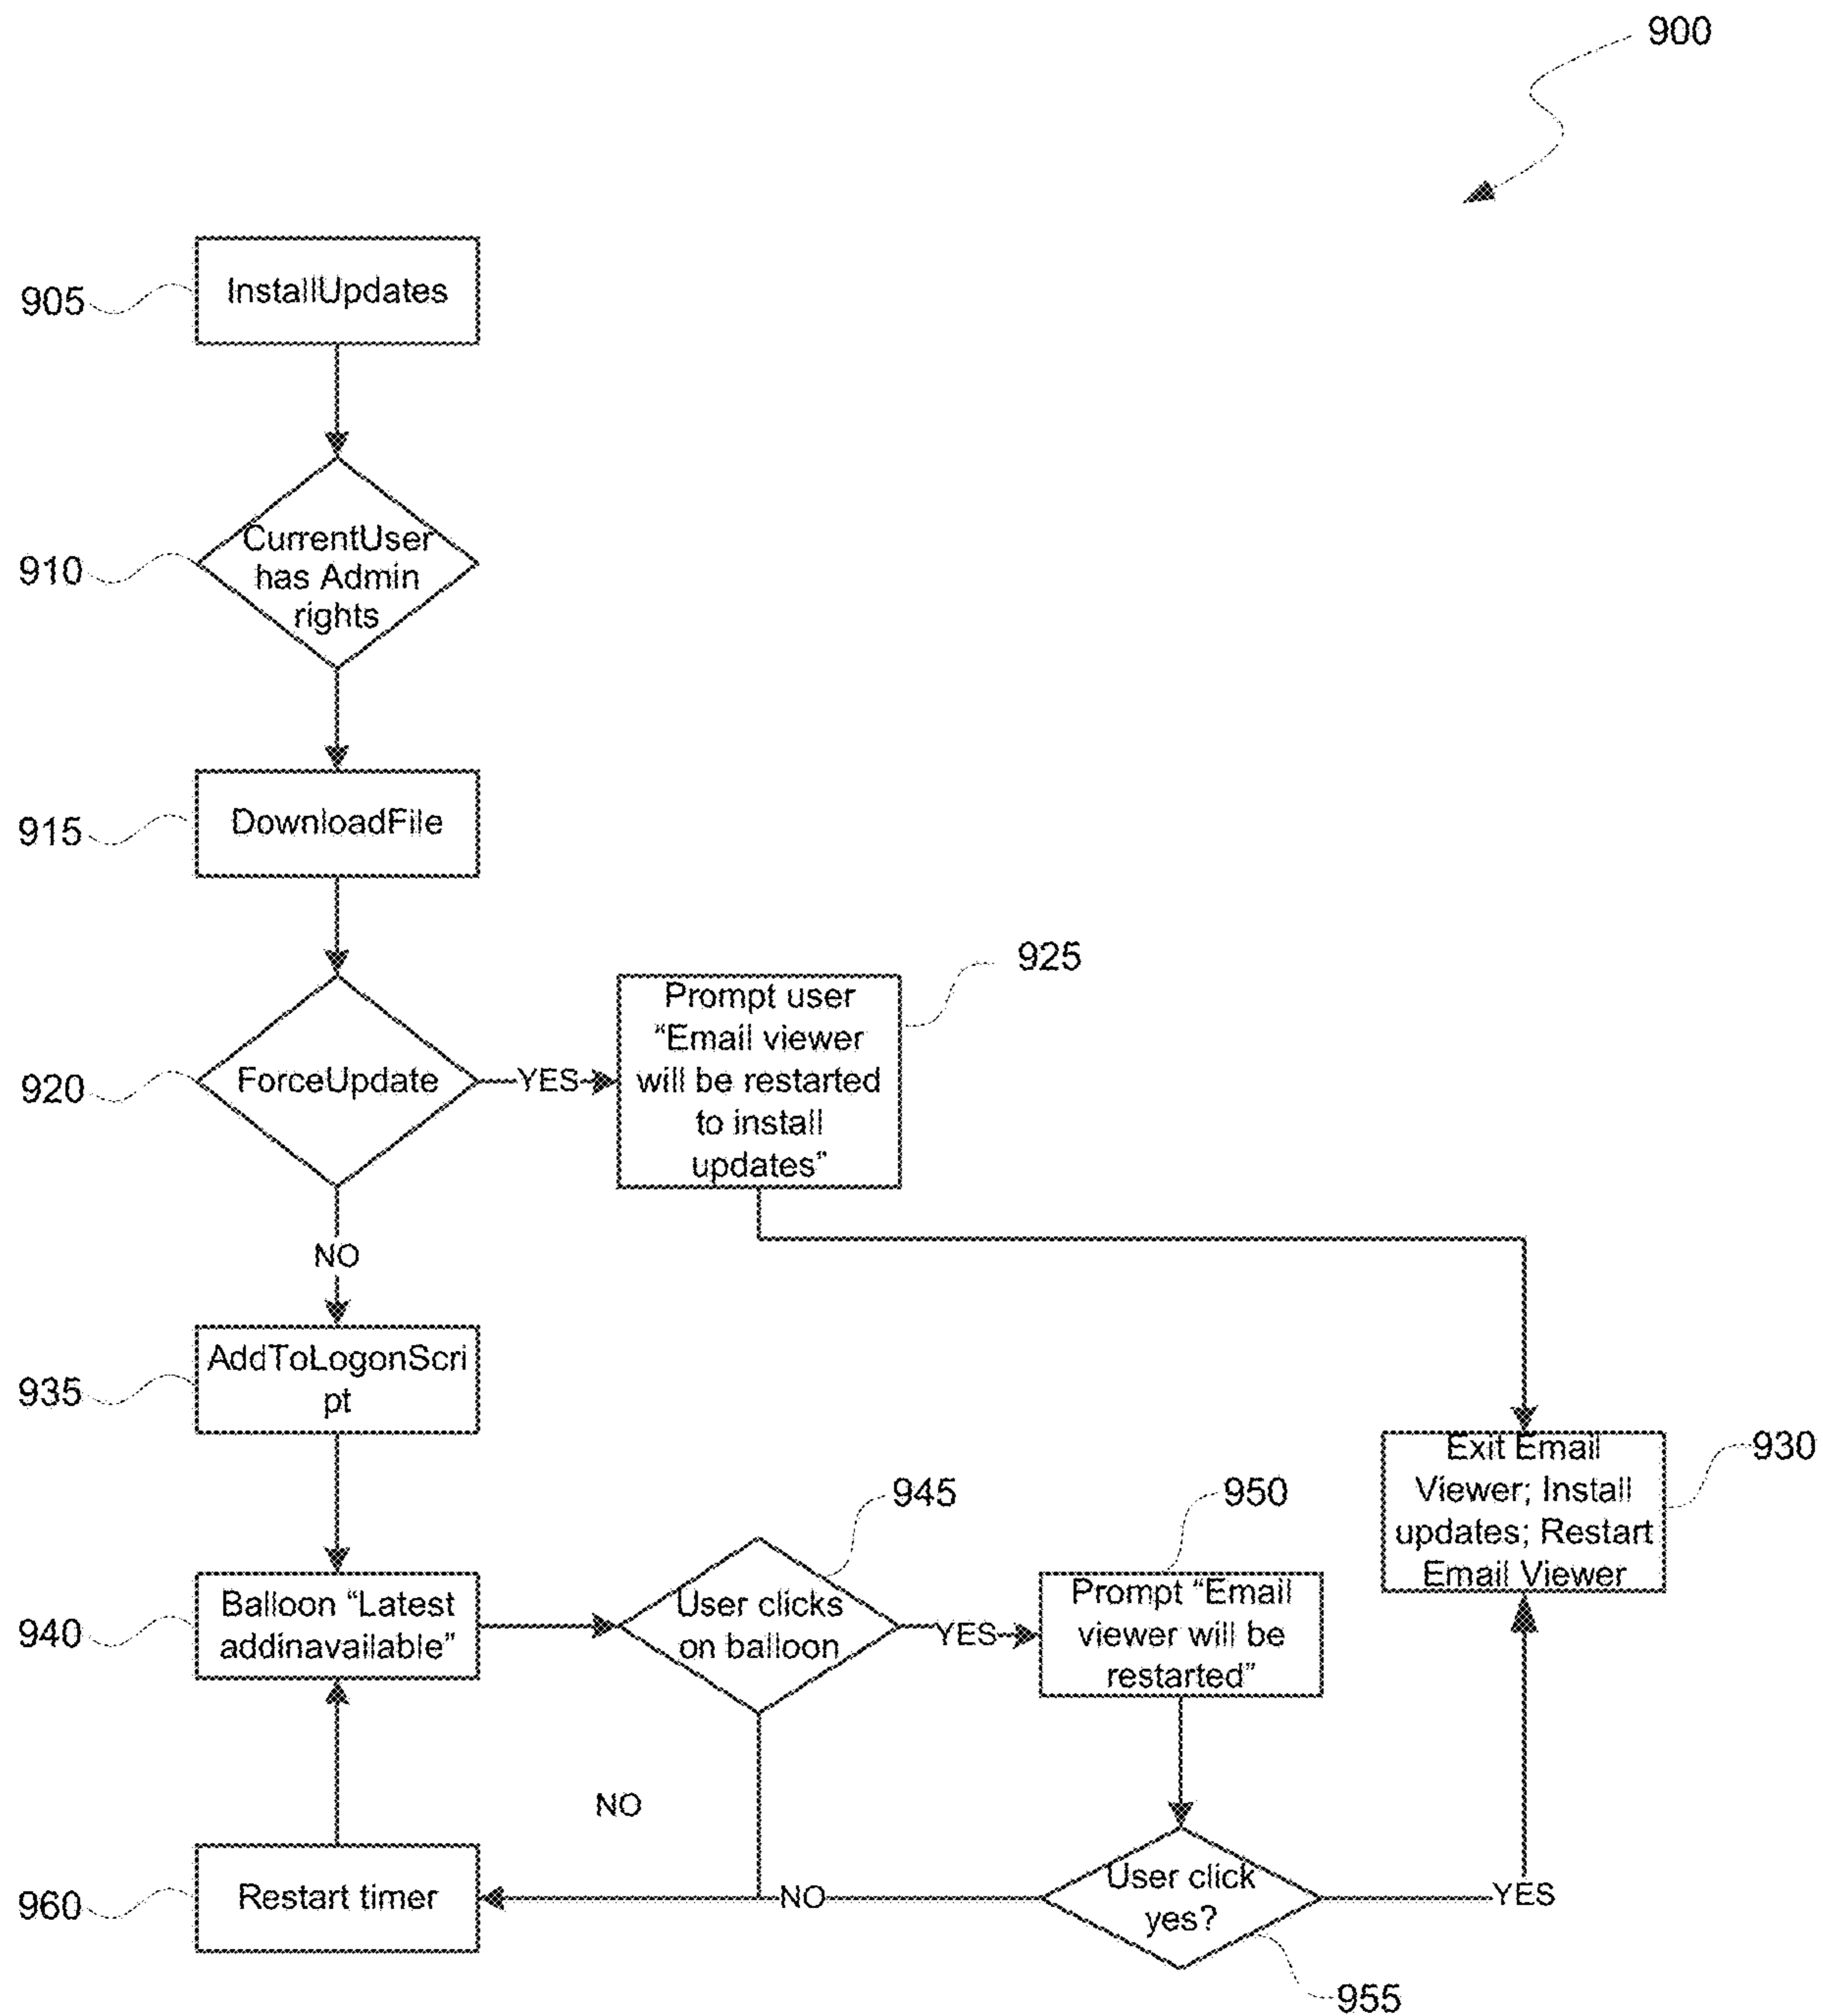 900
InstallUpdates
905
CurrentUser
has Admin
rights
910
DownloadFile
915
925
Prompt user
“Email viewer
will be restarted
to install
updates”
ForceUpdate
YES
920
NO
AddToLogonScri
pt
935
Exit Email
Viewer; Install
updates; Restart
Email Viewer
930
945
950
Balloon “Latest
addinavailable”
940
User clicks
on balloon
YES
Prompt “Email
viewer will be
restarted”
NO
Restart timer
960
NO
User click
yes?
YES
955